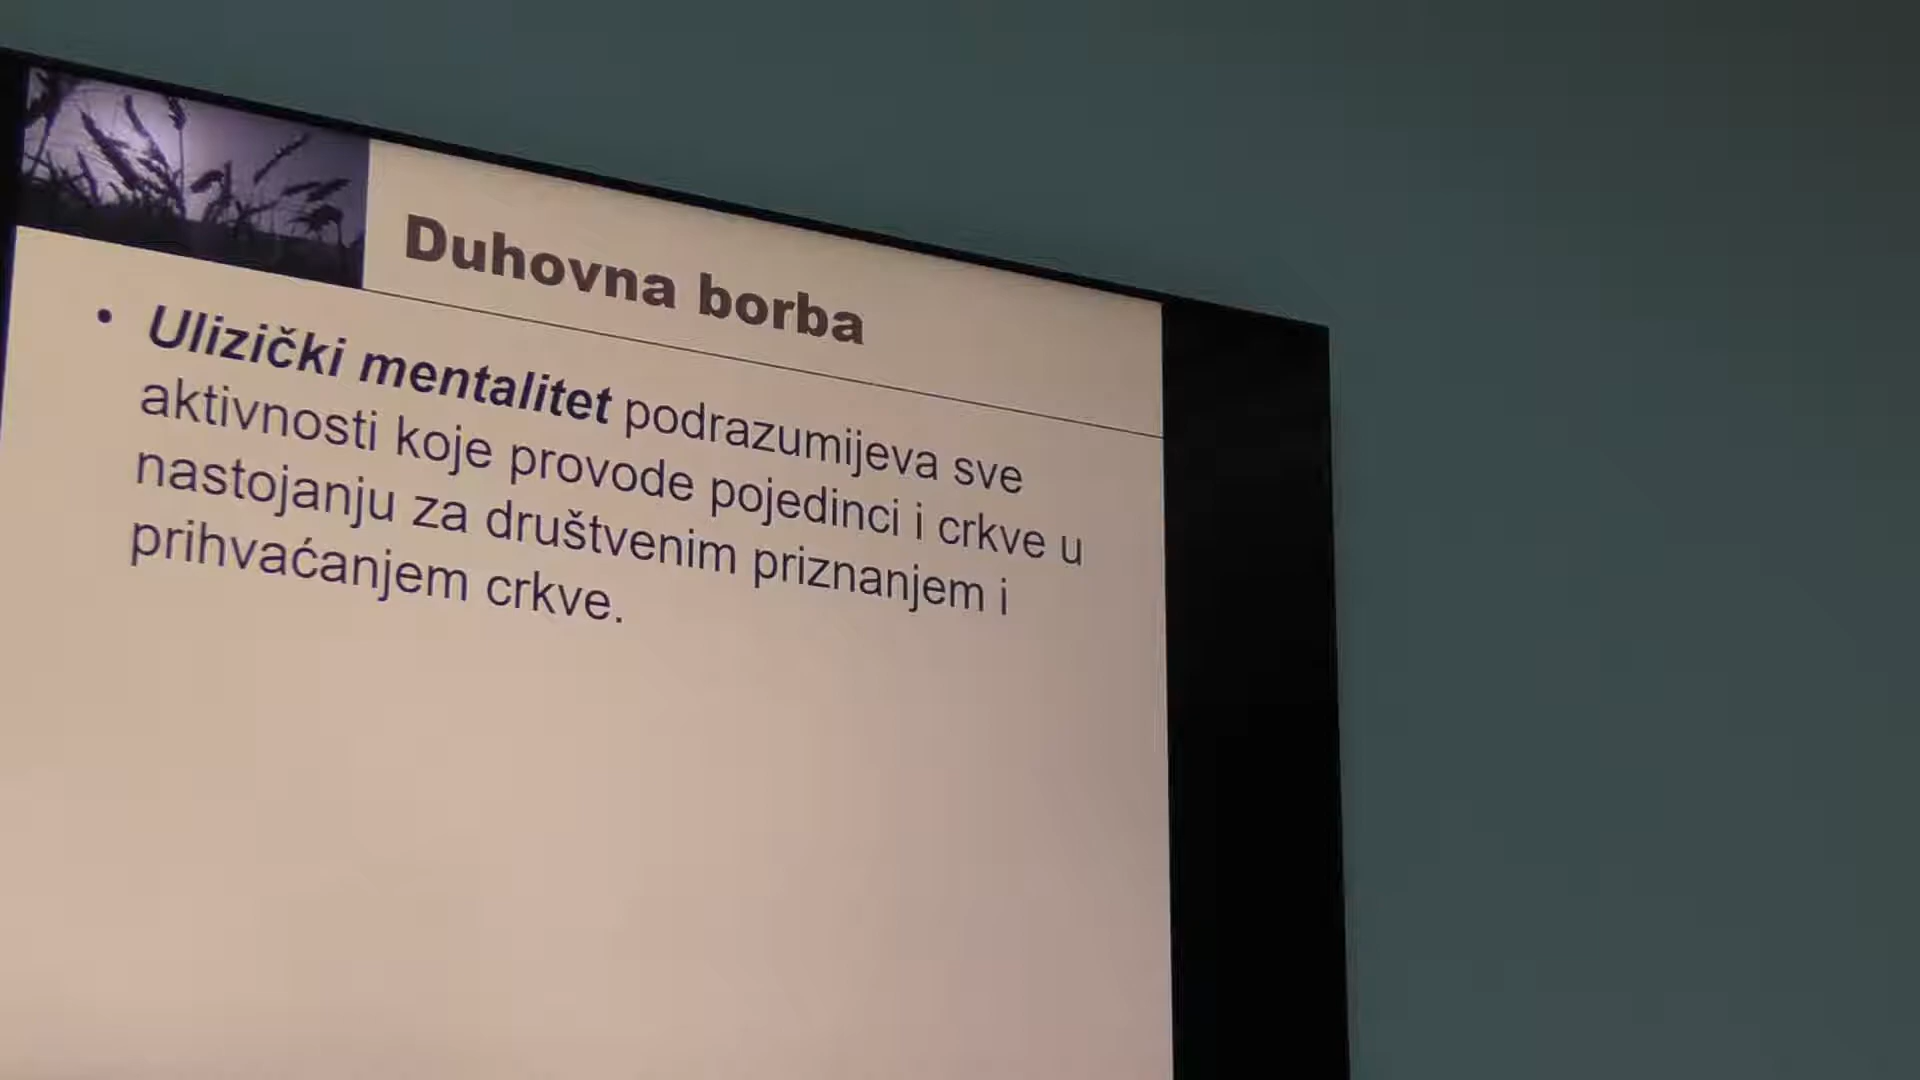 Duhovna borba
• Ulizički mentalitet podrazumijeva sve
aktivnosti koje provode pojedinci i crkve u
nastojanju za društvenim priznanjem i
prihvaćanjem crkve.